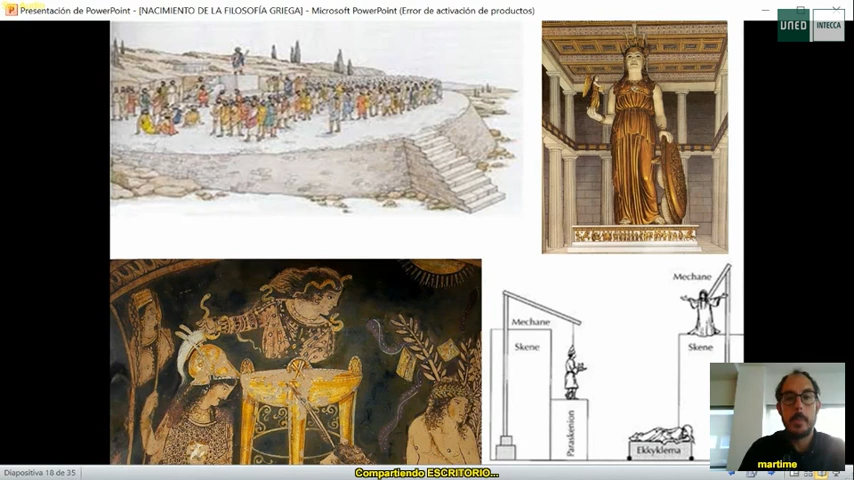 Presentación de PowerPoint - [NACIMIENTO DE LA FILOSOFÍA GRIEGA] - Microsoft PowerPoint (Error de activación de productos)
UNED
INTECCA
Mechane
Skene
Paraskenion
Mechane
Skene
Ekkyklema
martime
Diapositiva 18 de 35
Compartiendo ESCRITORIO...